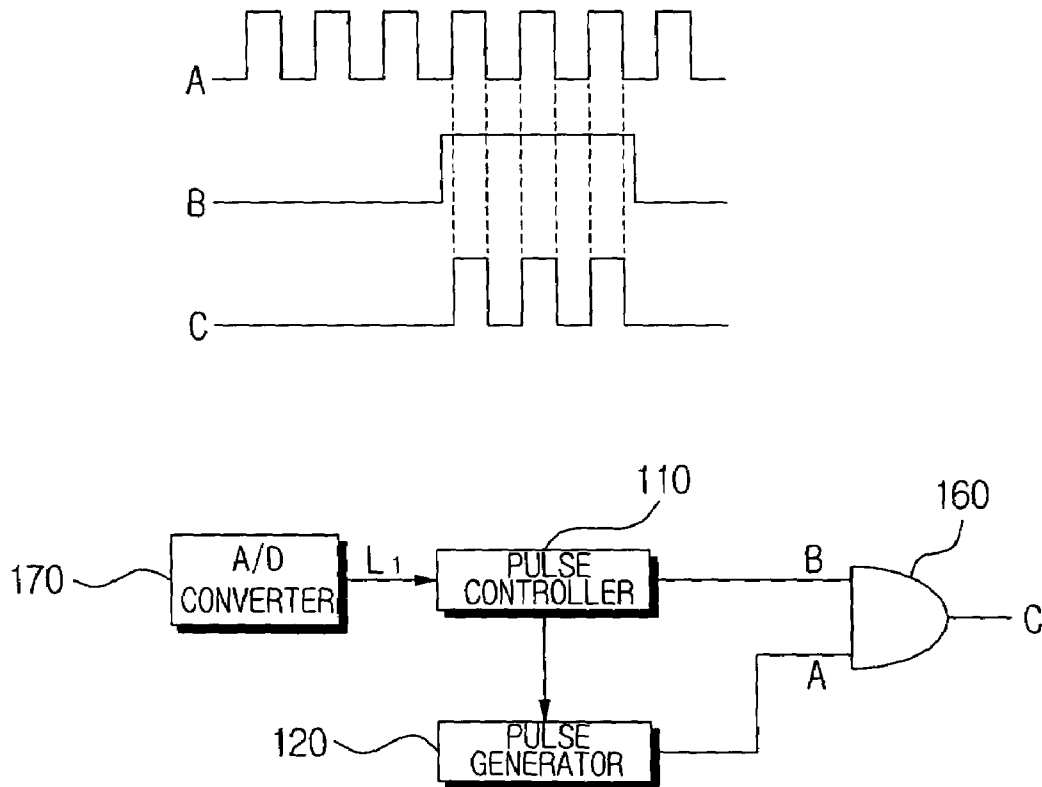 A
B
C
110
160
170
A/D
CONVERTER
L1
PULSE
CONTROLLER
B
C
A
120
PULSE
GENERATOR